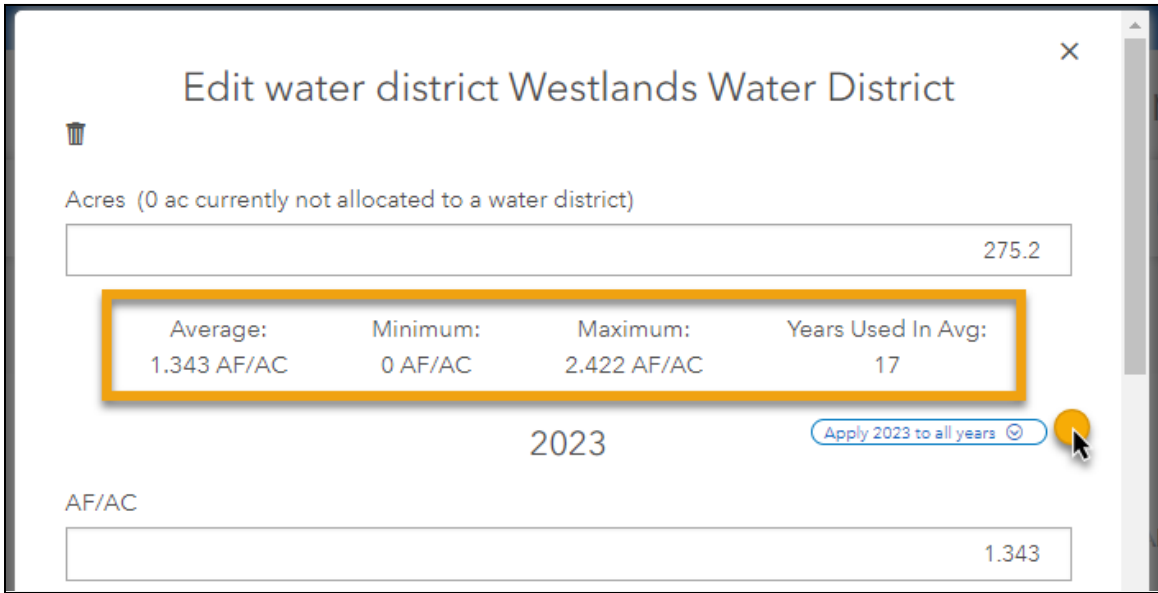 Edit water district Westlands Water District
Acres (0 ac currently not allocated to a water district)
275.2
Average: Minimum: Maximum: Years Used In Avg:
1.343 AF/AC 0 AF/AC 2.422 AF/AC 17
2023 Apply 2023 to all years
AF/AC
1.343